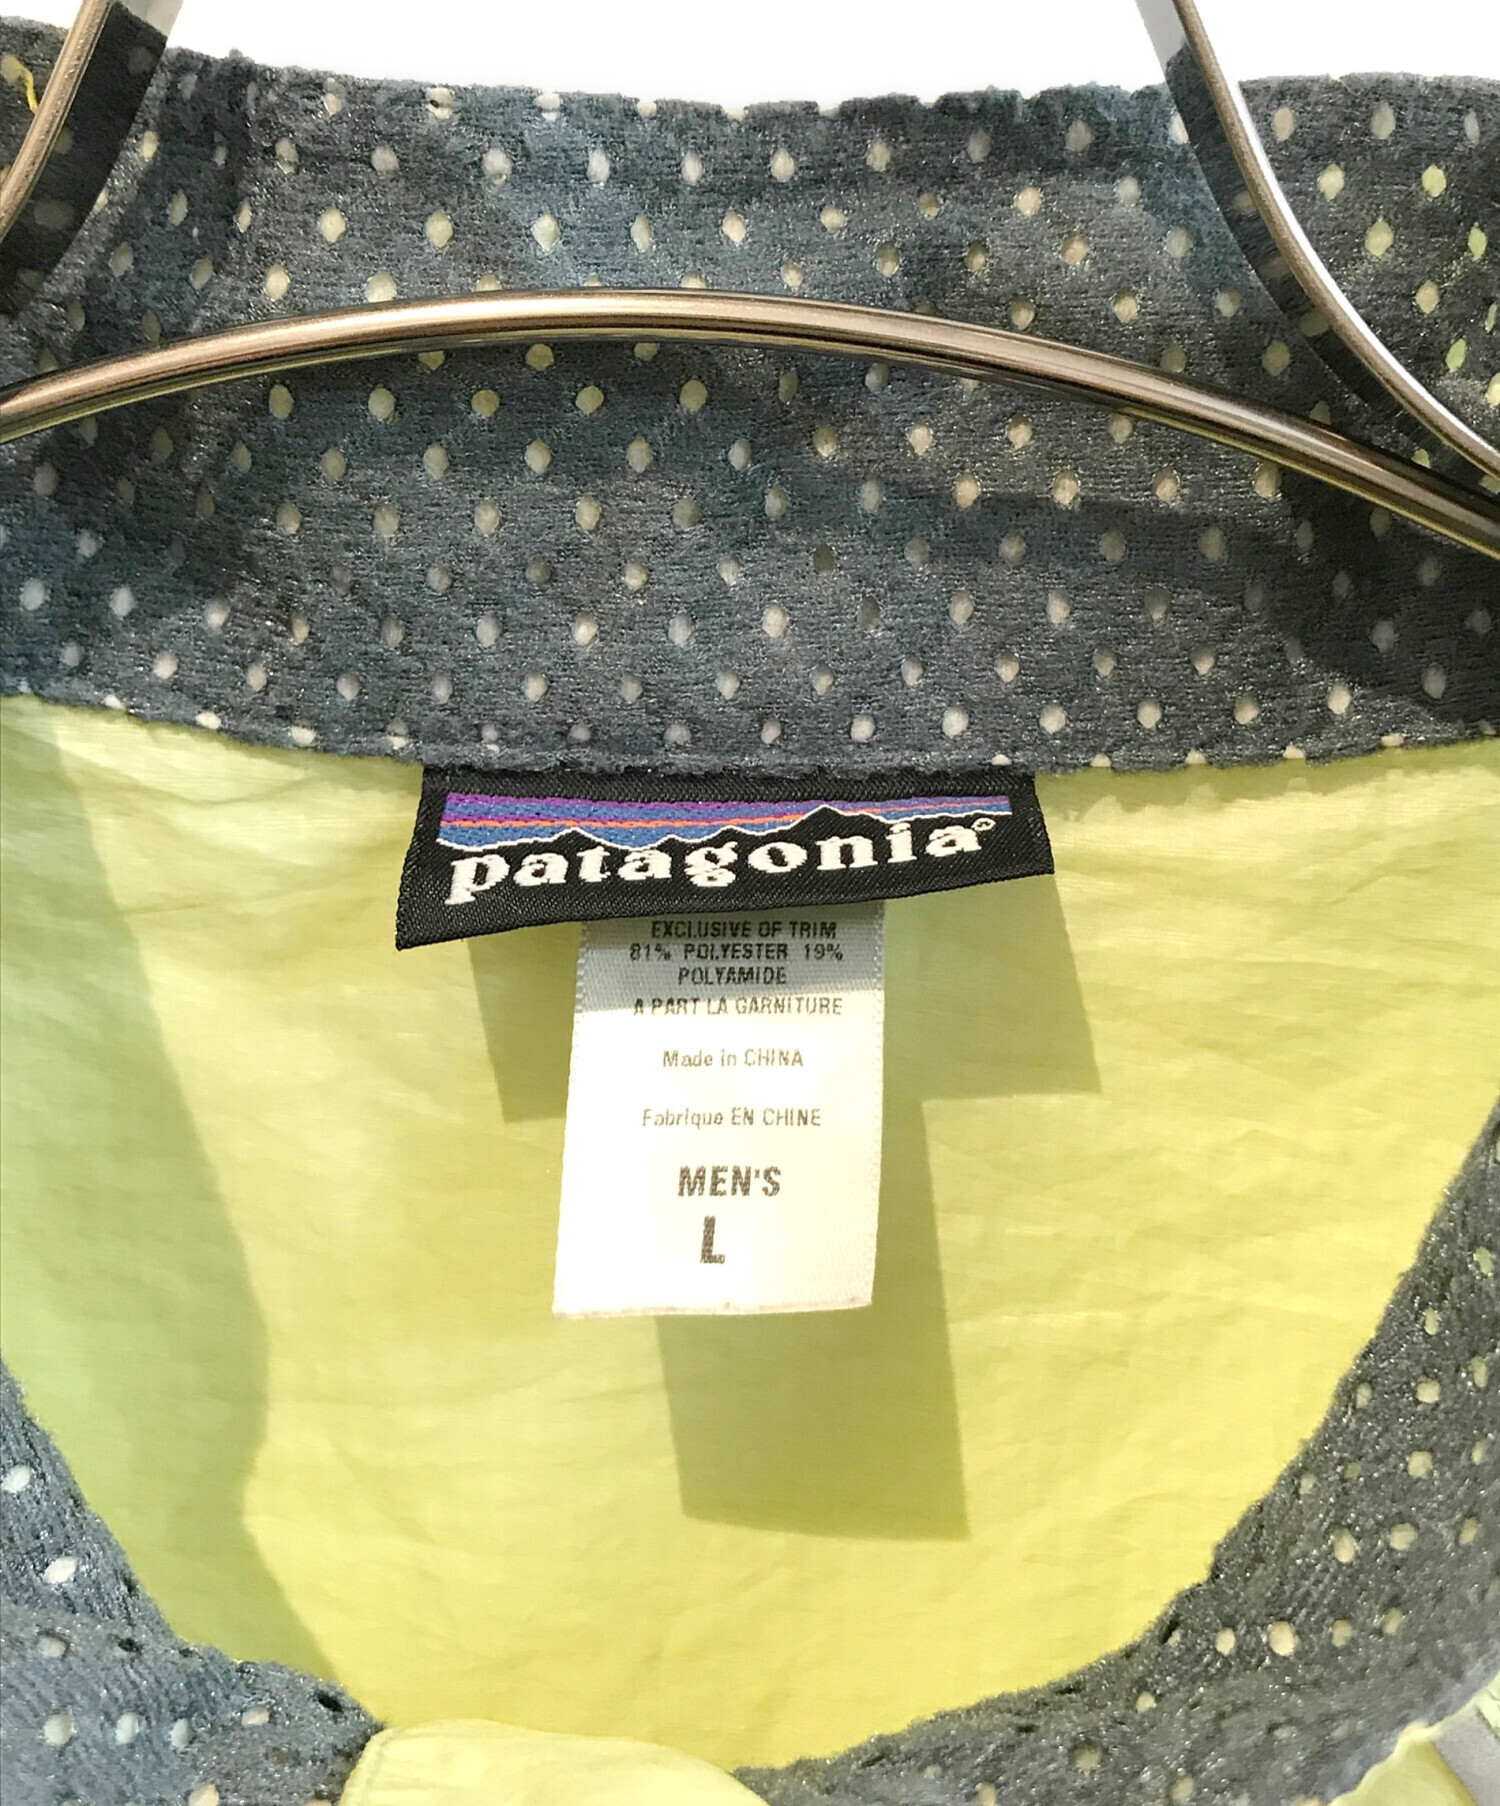 patagonia®
EXCLUSIVE OF TRIM
81% POLYESTER 19%
POLYAMIDE
A PART LA GARNITURE
Made in CHINA
Fabrique EN CHINE
MEN'S
L